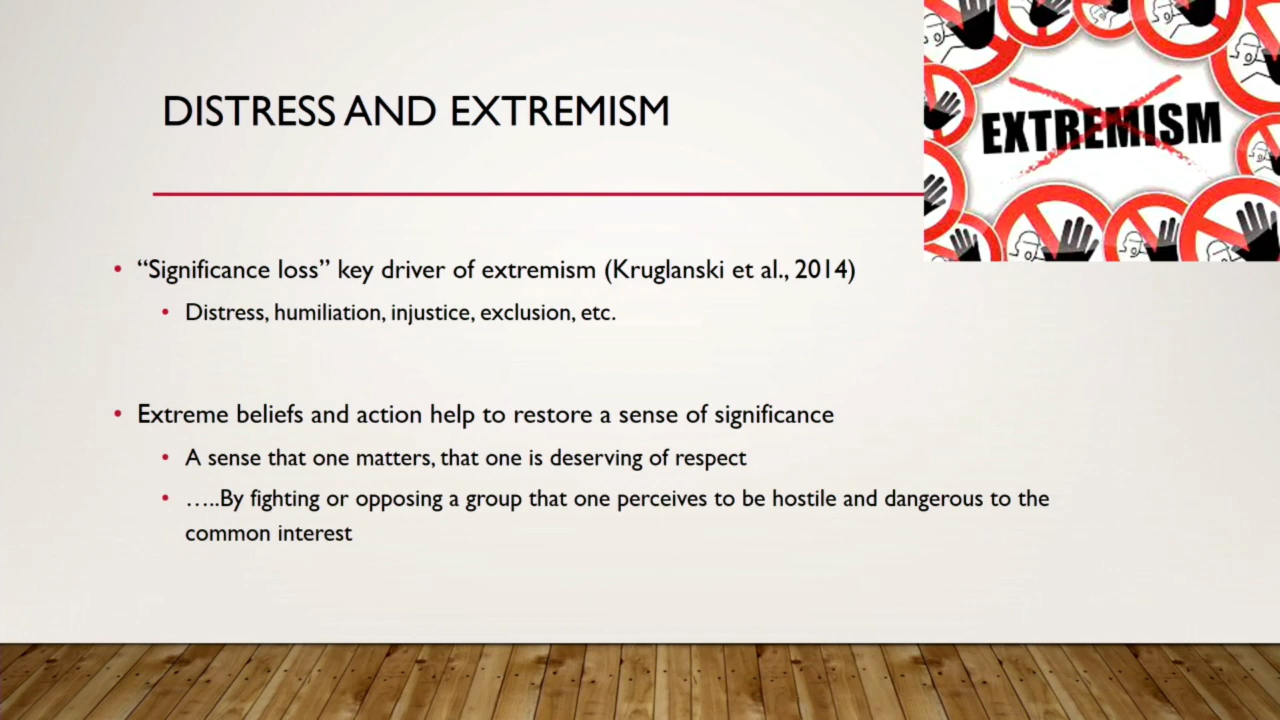 DISTRESS AND EXTREMISM
EXTREMISM
• “Significance loss” key driver of extremism (Kruglanski et al., 2014)
• Distress, humiliation, injustice, exclusion, etc.
• Extreme beliefs and action help to restore a sense of significance
• A sense that one matters, that one is deserving of respect
• …..By fighting or opposing a group that one perceives to be hostile and dangerous to the
common interest